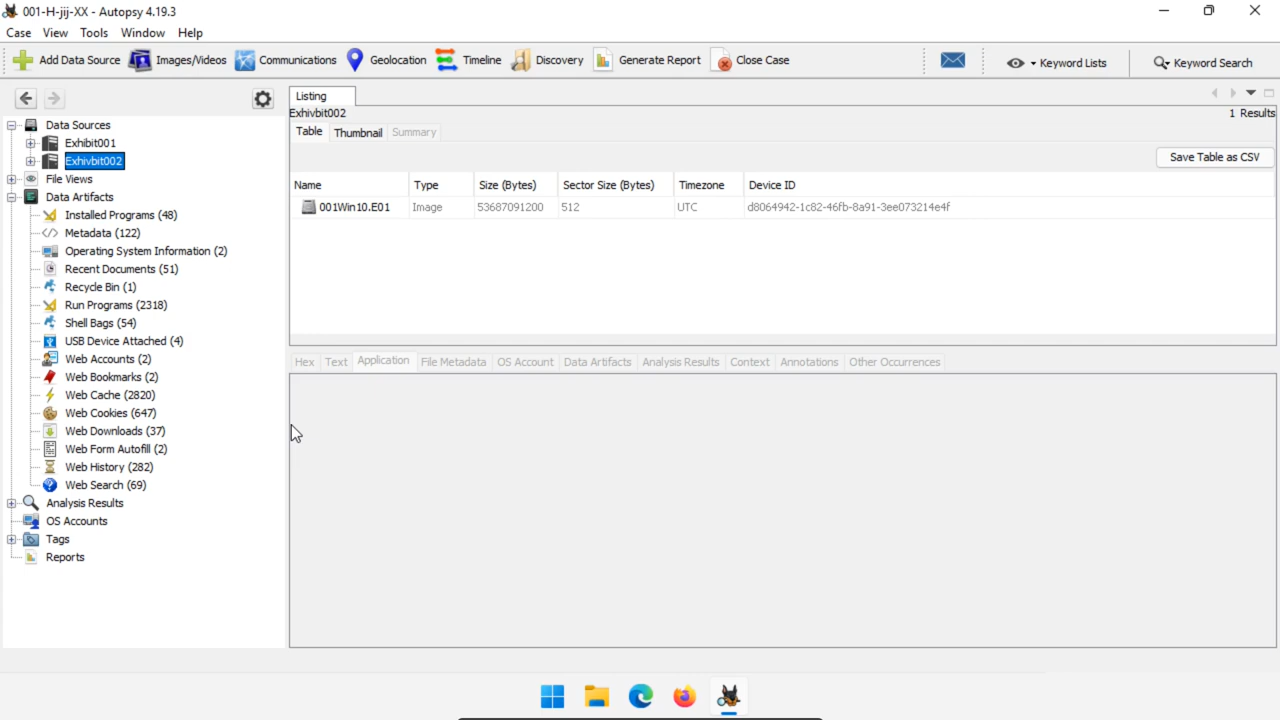 001-H-jij-XX - Autopsy 4.19.3
Case View Tools Window Help
Add Data Source Images/Videos Communications Geolocation Timeline Discovery Generate Report Close Case Keyword Lists Keyword Search
Listing
Exhivbit002 1 Results
Table Thumbnail Summary
Save Table as CSV
Name Type Size (Bytes) Sector Size (Bytes) Timezone Device ID
001Win10.E01 Image 53687091200 512 UTC d8064942-1c82-46fb-8a91-3ee073214e4f
Data Sources
Exhibit001
Exhivbit002
File Views
Data Artifacts
Installed Programs (48)
Metadata (122)
Operating System Information (2)
Recent Documents (51)
Recycle Bin (1)
Run Programs (2318)
Shell Bags (54)
USB Device Attached (4)
Web Accounts (2)
Web Bookmarks (2)
Web Cache (2820)
Web Cookies (647)
Web Downloads (37)
Web Form Autofill (2)
Web History (282)
Web Search (69)
Analysis Results
OS Accounts
Tags
Reports
Hex Text Application File Metadata OS Account Data Artifacts Analysis Results Context Annotations Other Occurrences